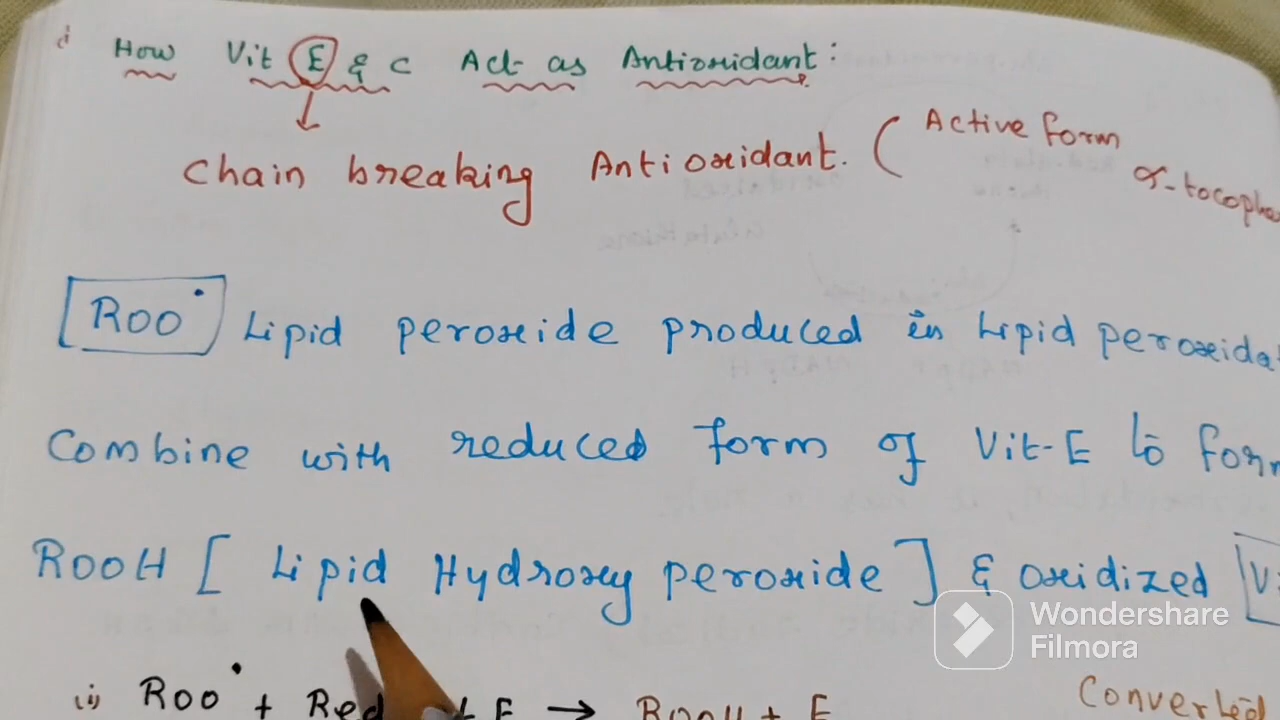 How Vit E & C Act as Antioxidant:
Chain breaking Antioxidant. (Active form
α-tocophe
ROO• Lipid peroxide produced in Lipid peroxida
Combine with reduced form of Vit-E to form
ROOH [Lipid Hydroxy peroxide] & oxidized
Wondershare
Filmora
(i) ROO• + Red E → ROOH + E
Converted